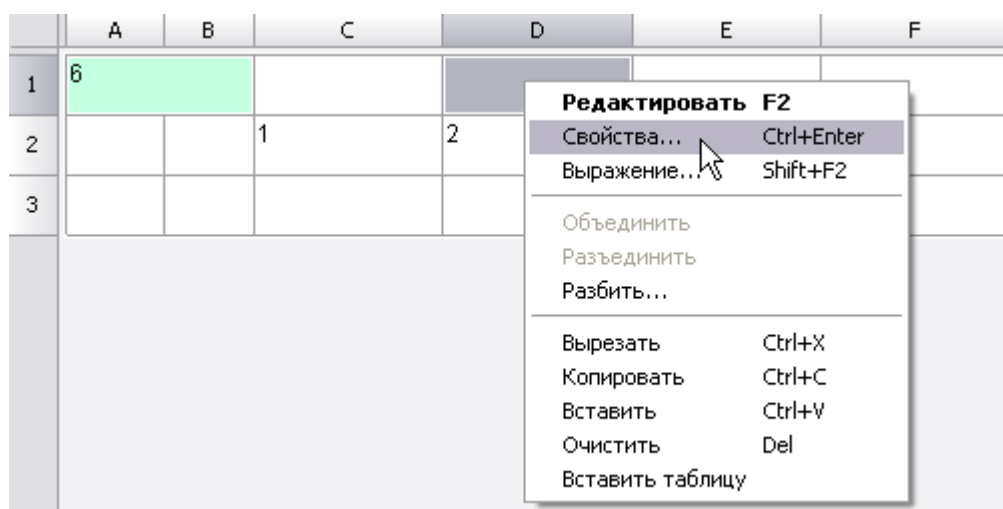 A B C D E F
1 6
Редактировать F2
2 1 2 Свойства... Ctrl+Enter
Выражение... Shift+F2
3
Объединить
Разъединить
Разбить...
Вырезать Ctrl+X
Копировать Ctrl+C
Вставить Ctrl+V
Очистить Del
Вставить таблицу